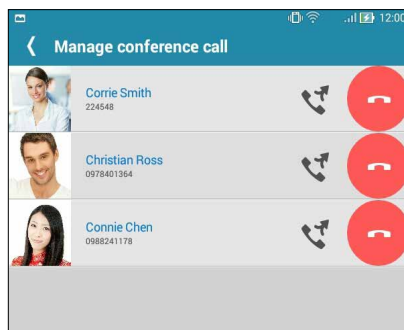 12:00
Manage conference call
Corrie Smith
224548
Christian Ross
0978401364
Connie Chen
0988241178